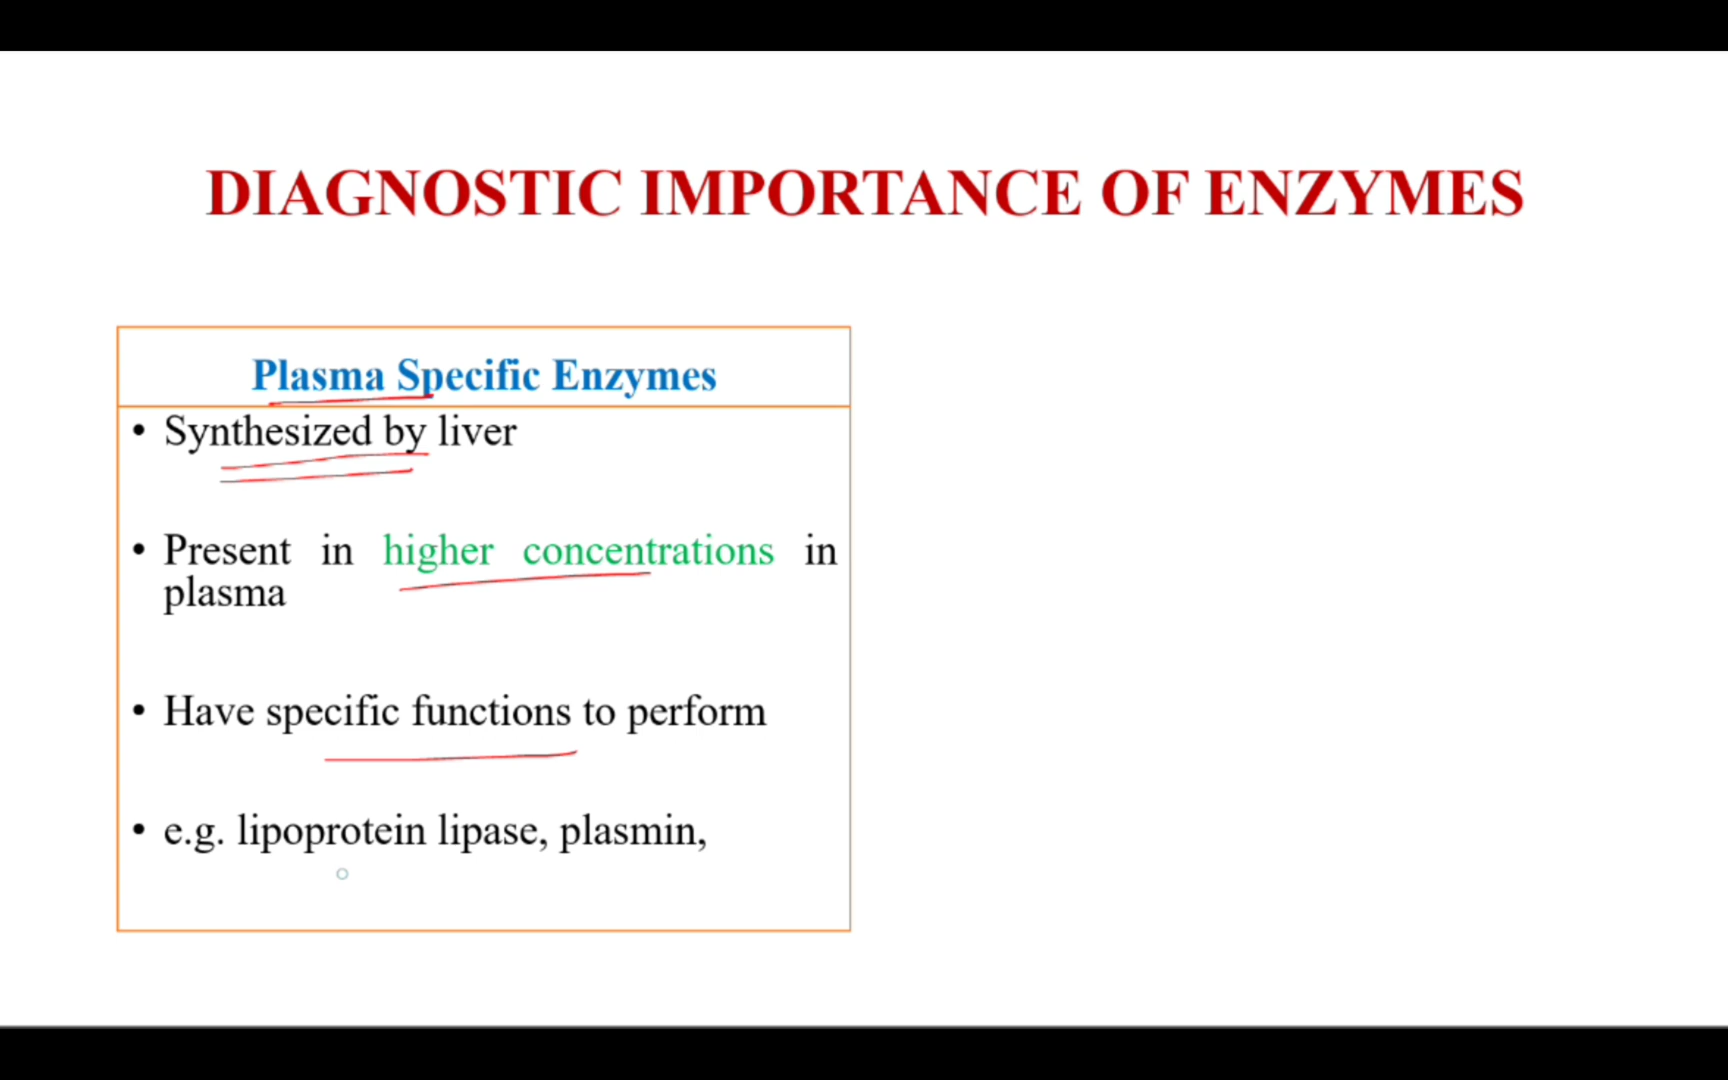 DIAGNOSTIC IMPORTANCE OF ENZYMES
Plasma Specific Enzymes
• Synthesized by liver
• Present in higher concentrations in
plasma
• Have specific functions to perform
• e.g. lipoprotein lipase, plasmin,